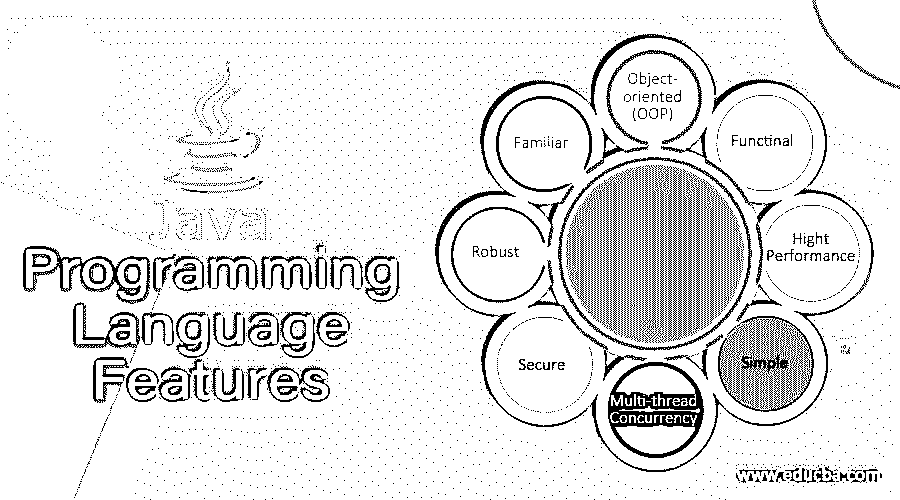 Java
Programming
Language
Features
Object-
oriented
(OOP)
Functinal
Hight
Performance
Simple
Multi-thread
Concurrency
Secure
Robust
Familiar
www.educba.com